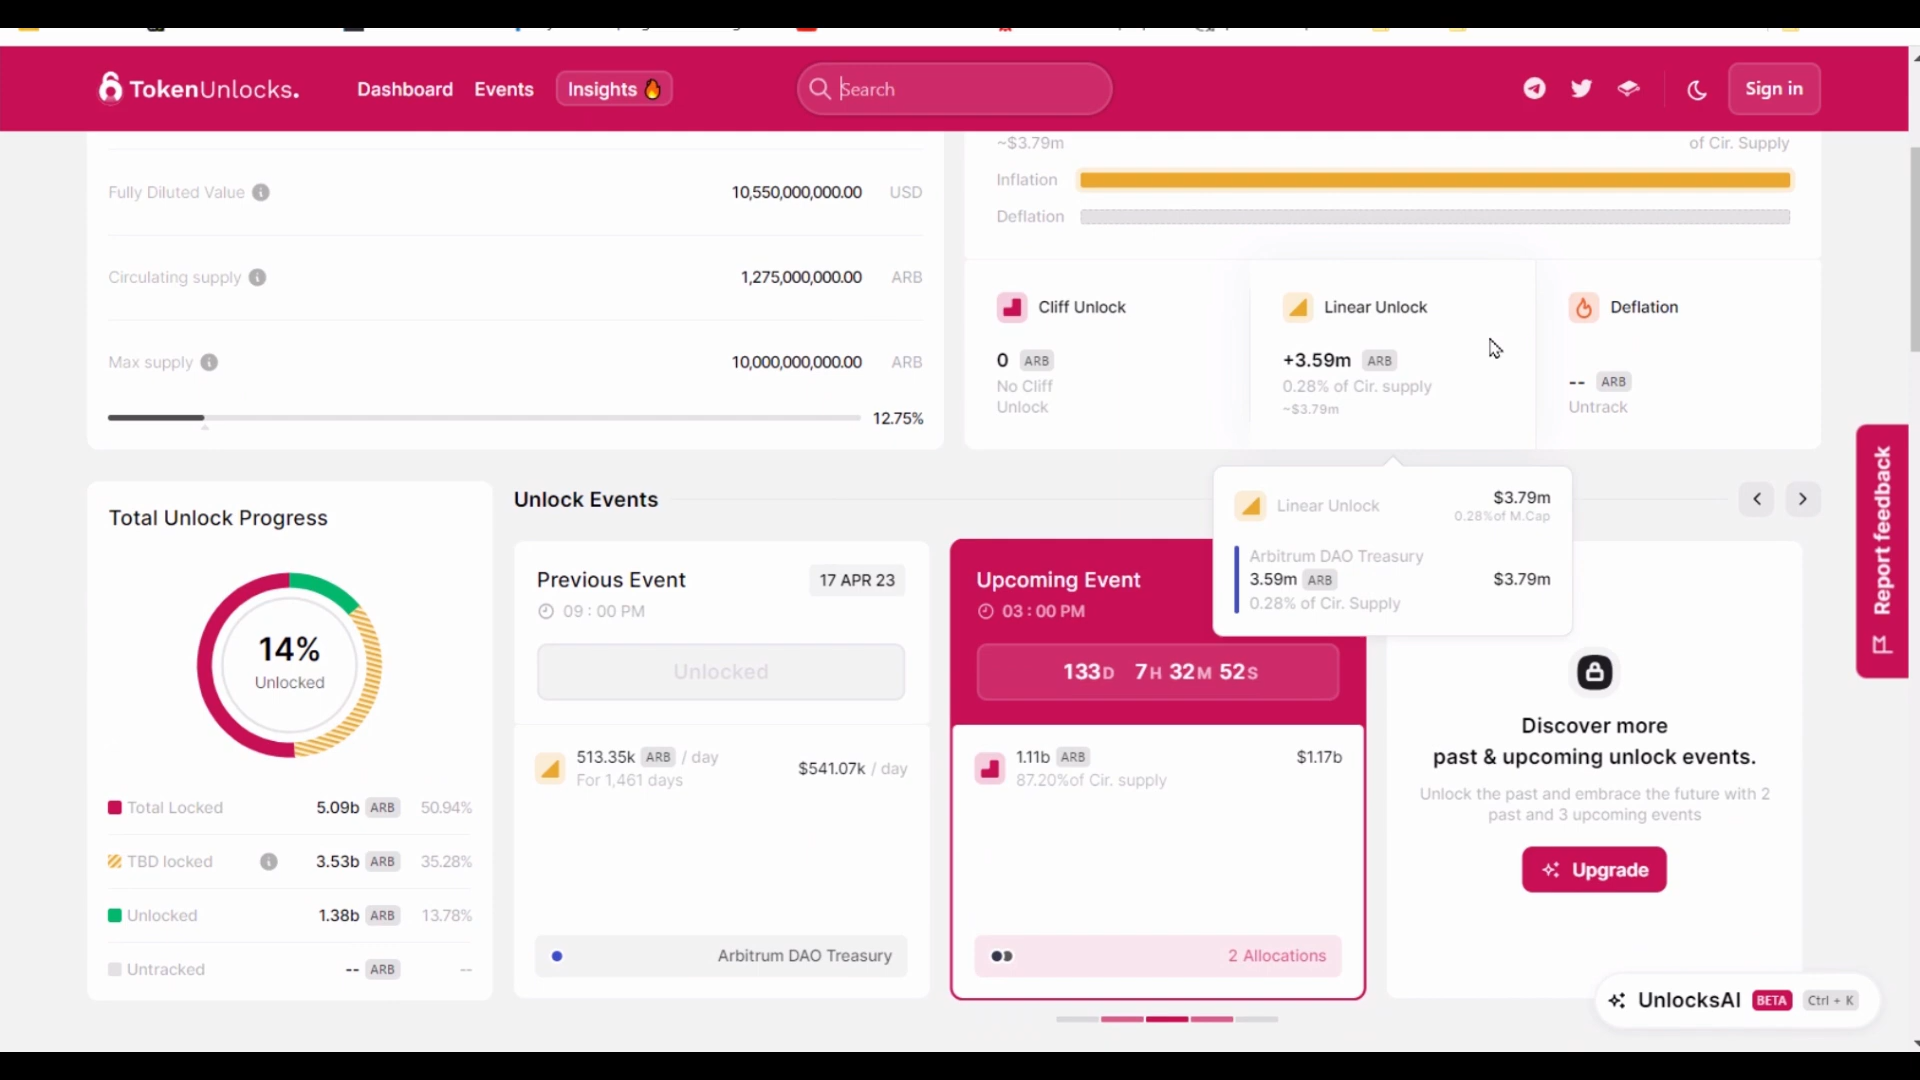 TokenUnlocks.
Dashboard
Events
Insights
Search
Sign in
~$3.79m
of Cir. Supply
Inflation
Deflation
Fully Diluted Value
10,550,000,000.00 USD
Circulating supply
1,275,000,000.00 ARB
Max supply
10,000,000,000.00 ARB
12.75%
Cliff Unlock
0 ARB
No Cliff
Unlock
Linear Unlock
+3.59m ARB
0.28% of Cir. supply
~$3.79m
Deflation
-- ARB
Untrack
Linear Unlock
$3.79m
0.28%of M.Cap
Arbitrum DAO Treasury
3.59m ARB
$3.79m
0.28% of Cir. Supply
Report feedback
Total Unlock Progress
14%
Unlocked
Total Locked 5.09b ARB 50.94%
TBD locked 3.53b ARB 35.28%
Unlocked 1.38b ARB 13.78%
Untracked -- ARB --
Unlock Events
Previous Event
17 APR 23
09 : 00 PM
Unlocked
513.35k ARB / day
For 1,461 days
$541.07k / day
Arbitrum DAO Treasury
Upcoming Event
03 : 00 PM
133D 7H 32M 52S
1.11b ARB
87.20%of Cir. supply
$1.17b
2 Allocations
Discover more
past & upcoming unlock events.
Unlock the past and embrace the future with 2
past and 3 upcoming events
Upgrade
UnlocksAI BETA Ctrl + K